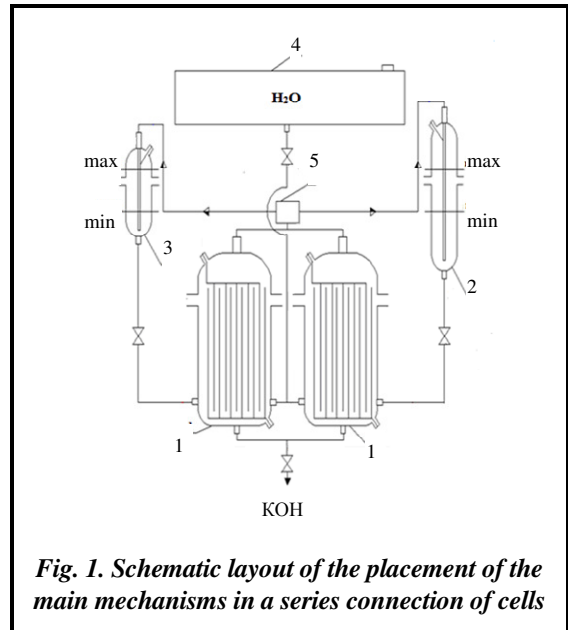 4
H₂O
5
max
max
min
min
3
2
1
1
KOH
Fig. 1. Schematic layout of the placement of the
main mechanisms in a series connection of cells